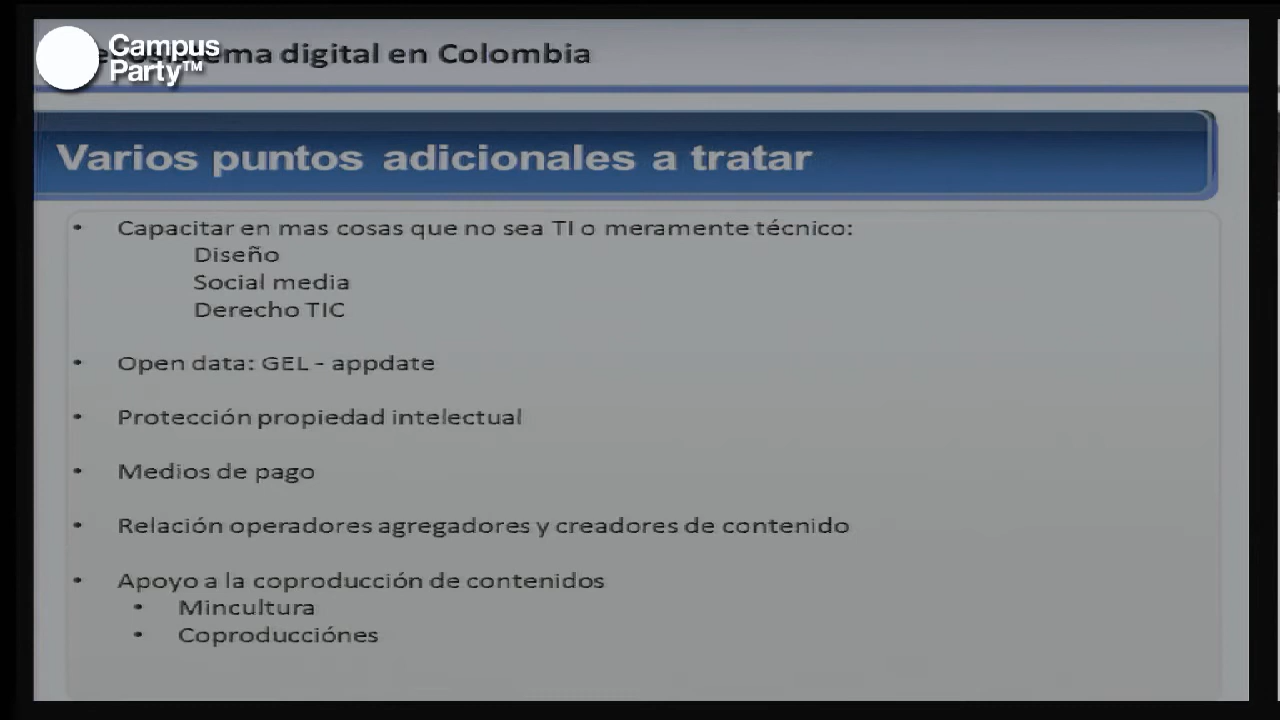 Campus
Party™
digital en Colombia
Varios puntos adicionales a tratar
• Capacitar en mas cosas que no sea TI o meramente técnico:
Diseño
Social media
Derecho TIC
• Open data: GEL - appdate
• Protección propiedad intelectual
• Medios de pago
• Relación operadores agregadores y creadores de contenido
• Apoyo a la coproducción de contenidos
• Mincultura
• Coproducciónes